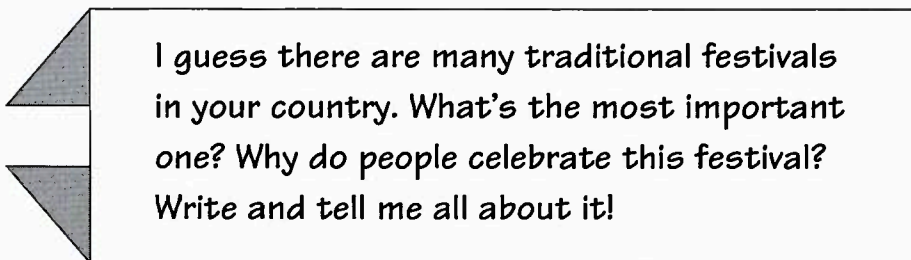 I guess there are many traditional festivals
in your country. What's the most important
one? Why do people celebrate this festival?
Write and tell me all about it!